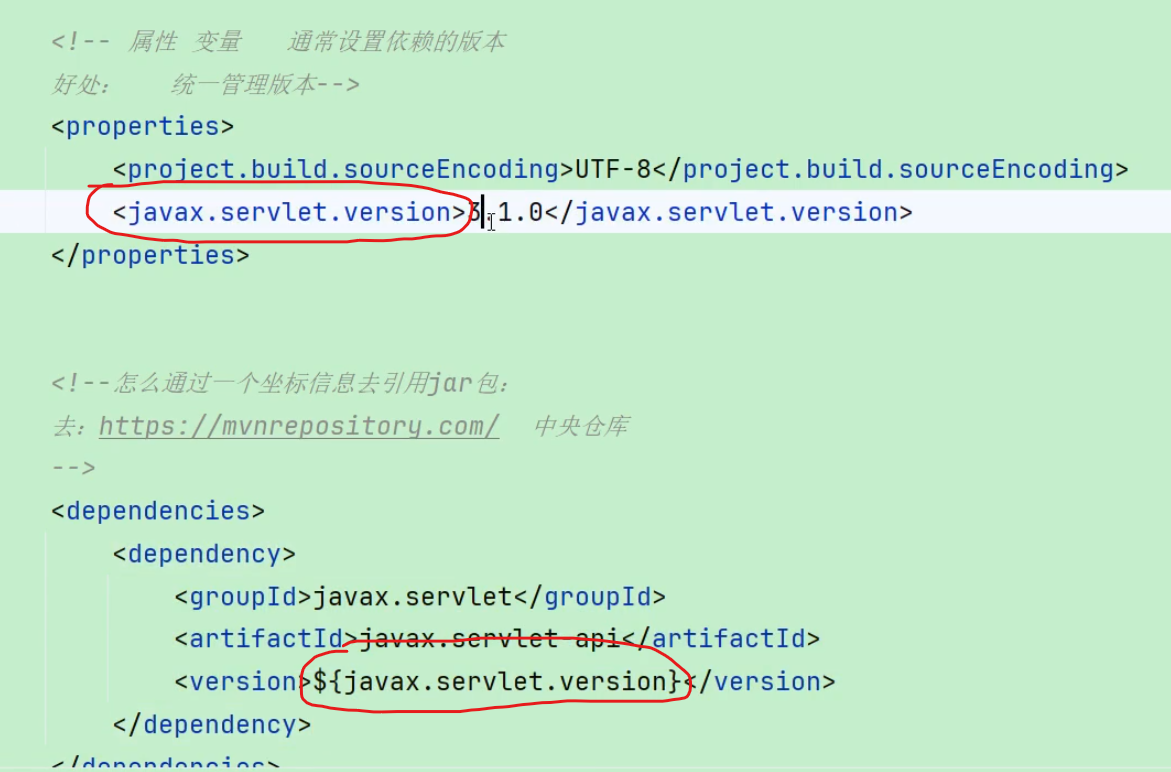 <!-- 属性 变量 通常设置依赖的版本
好处： 统一管理版本-->
<properties>
<project.build.sourceEncoding>UTF-8</project.build.sourceEncoding>
<javax.servlet.version>3.1.0</javax.servlet.version>
</properties>
<!--怎么通过一个坐标信息去引用jar包：
去：https://mvnrepository.com/ 中央仓库
-->
<dependencies>
<dependency>
<groupId>javax.servlet</groupId>
<artifactId>javax.servlet-api</artifactId>
<version>${javax.servlet.version}</version>
</dependency>
</dependencies>